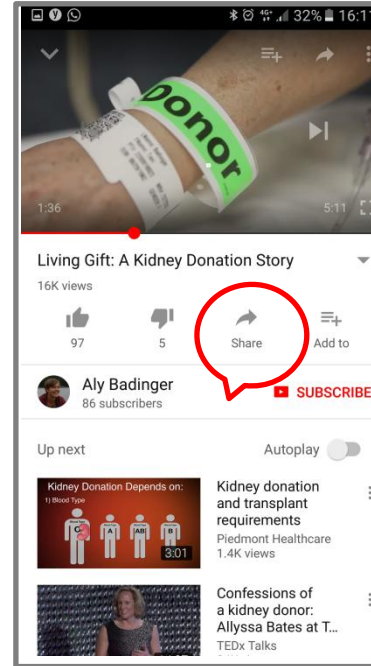 4G+ 32% 16:1
Donor
1:36 5:11
Living Gift: A Kidney Donation Story
16K views
97 5 Share Add to
Aly Badinger
86 subscribers
SUBSCRIBE
Up next Autoplay
Kidney Donation Depends on:
1) Blood Type
A AB B
3:01
Kidney donation
and transplant
requirements
Piedmont Healthcare
1.4K views
Confessions of
a kidney donor:
Allyssa Bates at T...
TEDx Talks